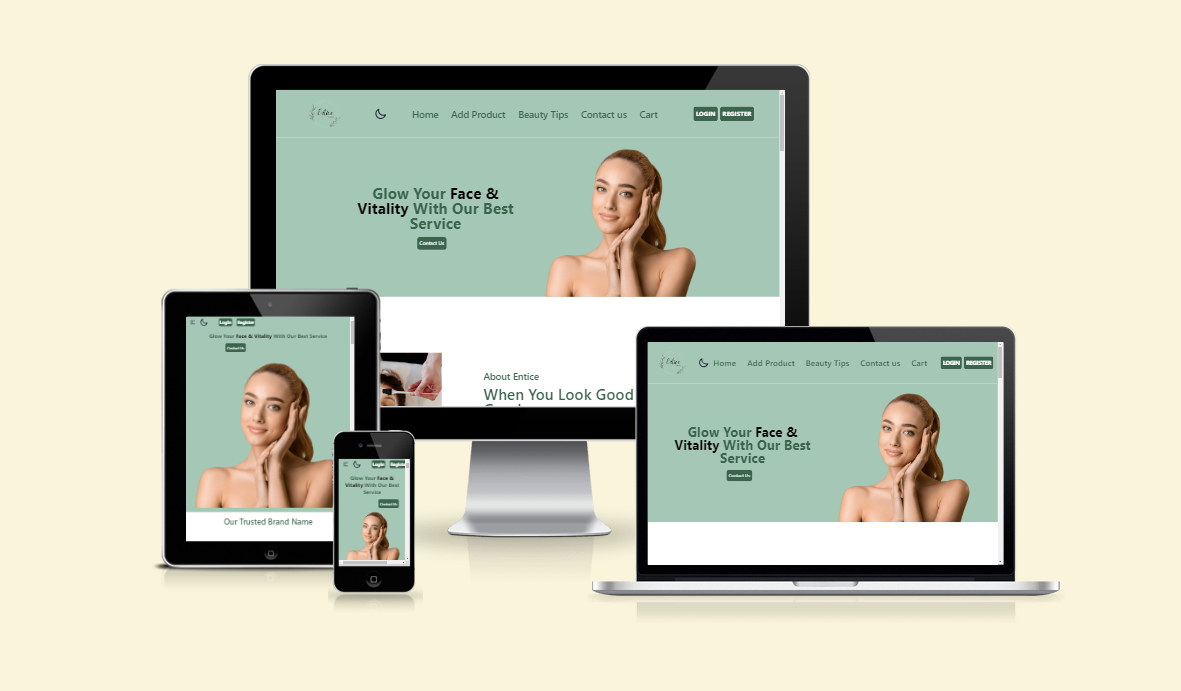 Entice
Home Add Product Beauty Tips Contact us Cart
LOGIN REGISTER
Glow Your Face &
Vitality With Our Best
Service
Contact Us
About Entice
When You Look Good
Login Register
Glow Your Face & Vitality With Our Best Service
Contact Us
Our Trusted Brand Name
Login Register
Glow Your Face &
Vitality With Our Best
Service
Contact Us
Home Add Product Beauty Tips Contact us Cart
LOGIN REGISTER
Glow Your Face &
Vitality With Our Best
Service
Contact Us